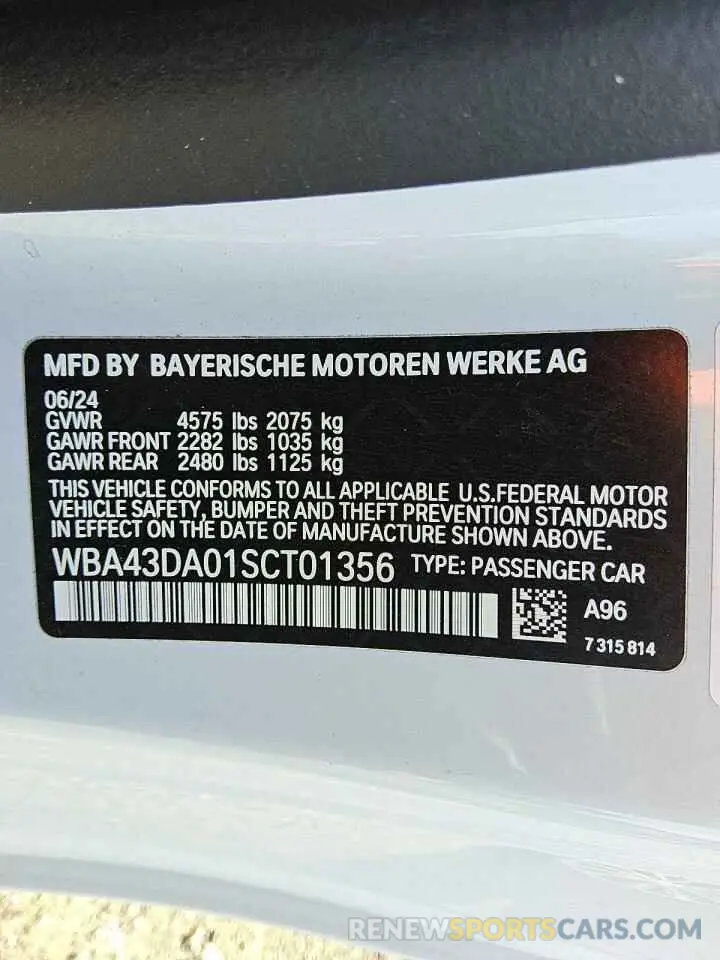 MFD BY BAYERISCHE MOTOREN WERKE AG
06/24
GVWR 4575 lbs 2075 kg
GAWR FRONT 2282 lbs 1035 kg
GAWR REAR 2480 lbs 1125 kg
THIS VEHICLE CONFORMS TO ALL APPLICABLE U.S.FEDERAL MOTOR
VEHICLE SAFETY, BUMPER AND THEFT PREVENTION STANDARDS
IN EFFECT ON THE DATE OF MANUFACTURE SHOWN ABOVE.
WBA43DA01SCT01356 TYPE: PASSENGER CAR
A96
7 315 814
RENEWSPORTSCARS.COM